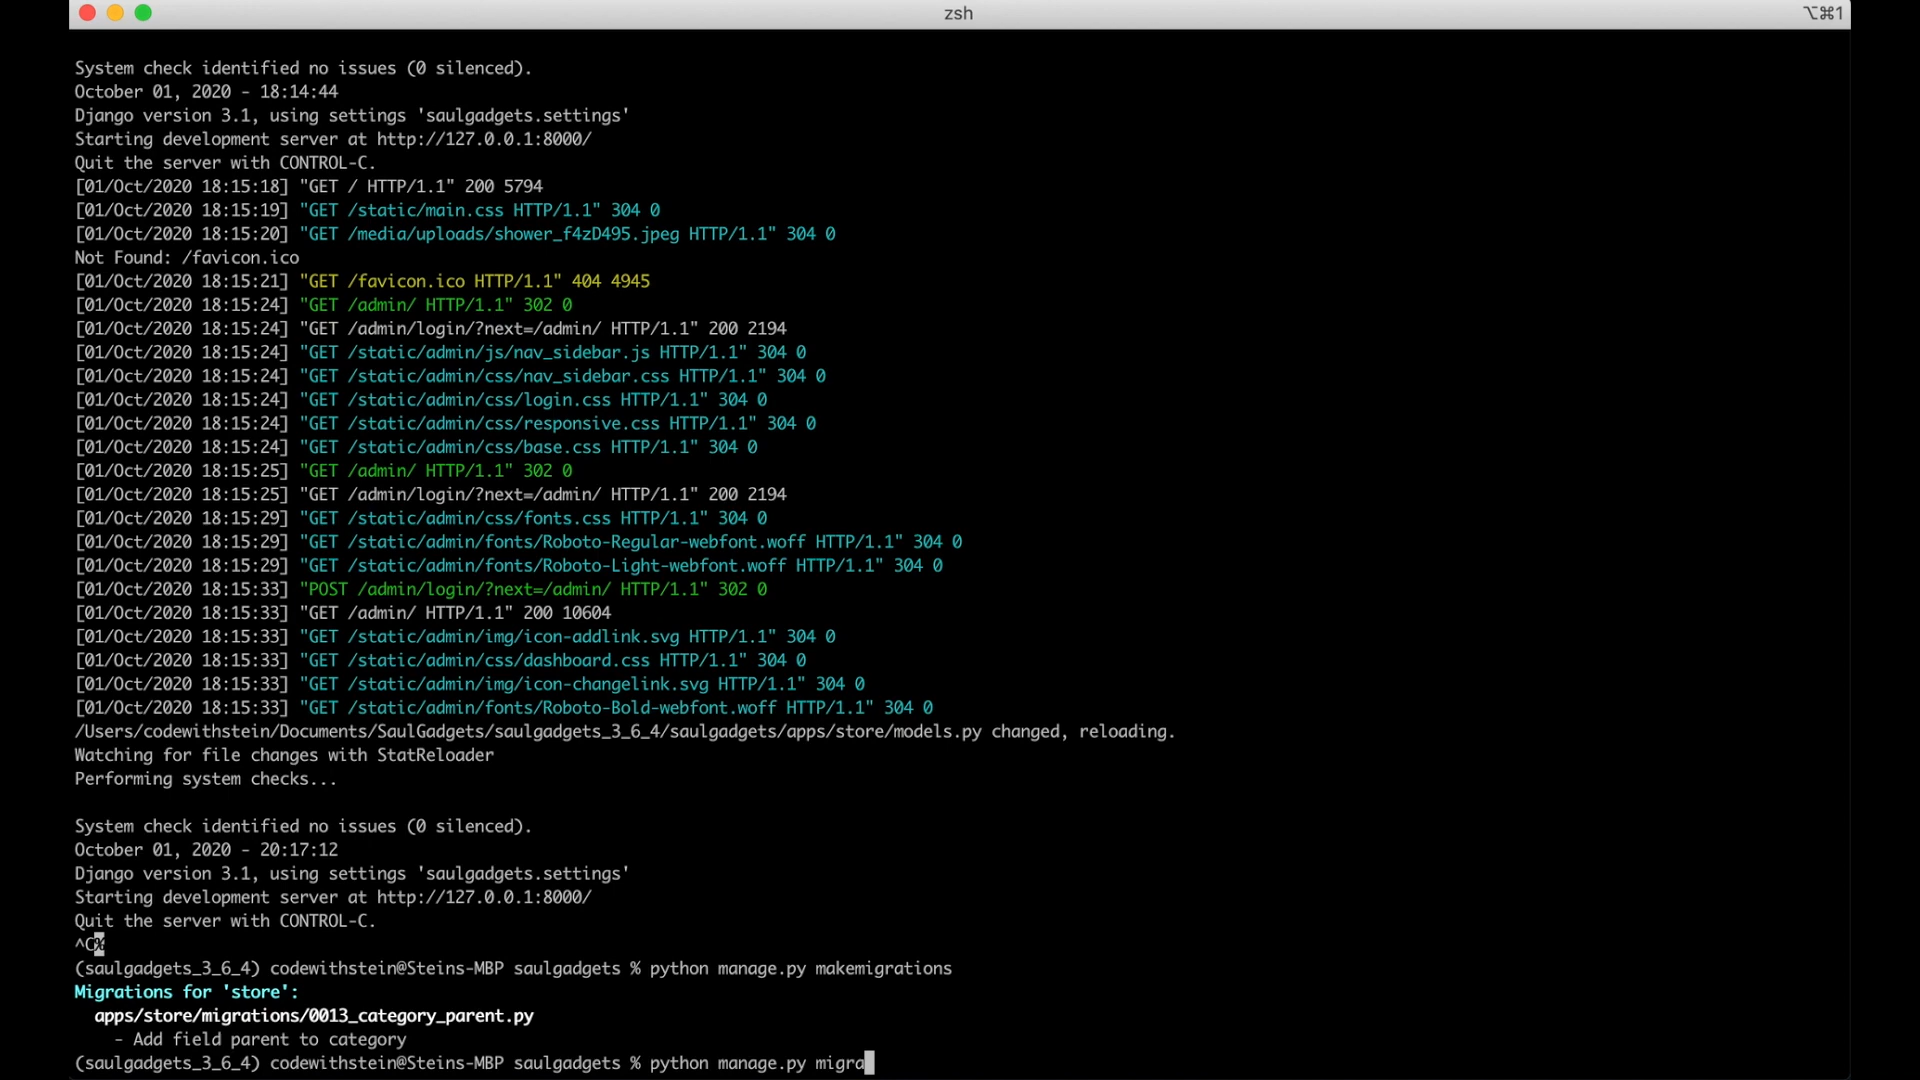 zsh
⌥⌘1
System check identified no issues (0 silenced).
October 01, 2020 - 18:14:44
Django version 3.1, using settings 'saulgadgets.settings'
Starting development server at http://127.0.0.1:8000/
Quit the server with CONTROL-C.
[01/Oct/2020 18:15:18] "GET / HTTP/1.1" 200 5794
[01/Oct/2020 18:15:19] "GET /static/main.css HTTP/1.1" 304 0
[01/Oct/2020 18:15:20] "GET /media/uploads/shower_f4zD495.jpeg HTTP/1.1" 304 0
Not Found: /favicon.ico
[01/Oct/2020 18:15:21] "GET /favicon.ico HTTP/1.1" 404 4945
[01/Oct/2020 18:15:24] "GET /admin/ HTTP/1.1" 302 0
[01/Oct/2020 18:15:24] "GET /admin/login/?next=/admin/ HTTP/1.1" 200 2194
[01/Oct/2020 18:15:24] "GET /static/admin/js/nav_sidebar.js HTTP/1.1" 304 0
[01/Oct/2020 18:15:24] "GET /static/admin/css/nav_sidebar.css HTTP/1.1" 304 0
[01/Oct/2020 18:15:24] "GET /static/admin/css/login.css HTTP/1.1" 304 0
[01/Oct/2020 18:15:24] "GET /static/admin/css/responsive.css HTTP/1.1" 304 0
[01/Oct/2020 18:15:24] "GET /static/admin/css/base.css HTTP/1.1" 304 0
[01/Oct/2020 18:15:25] "GET /admin/ HTTP/1.1" 302 0
[01/Oct/2020 18:15:25] "GET /admin/login/?next=/admin/ HTTP/1.1" 200 2194
[01/Oct/2020 18:15:29] "GET /static/admin/css/fonts.css HTTP/1.1" 304 0
[01/Oct/2020 18:15:29] "GET /static/admin/fonts/Roboto-Regular-webfont.woff HTTP/1.1" 304 0
[01/Oct/2020 18:15:29] "GET /static/admin/fonts/Roboto-Light-webfont.woff HTTP/1.1" 304 0
[01/Oct/2020 18:15:33] "POST /admin/login/?next=/admin/ HTTP/1.1" 302 0
[01/Oct/2020 18:15:33] "GET /admin/ HTTP/1.1" 200 10604
[01/Oct/2020 18:15:33] "GET /static/admin/img/icon-addlink.svg HTTP/1.1" 304 0
[01/Oct/2020 18:15:33] "GET /static/admin/css/dashboard.css HTTP/1.1" 304 0
[01/Oct/2020 18:15:33] "GET /static/admin/img/icon-changelink.svg HTTP/1.1" 304 0
[01/Oct/2020 18:15:33] "GET /static/admin/fonts/Roboto-Bold-webfont.woff HTTP/1.1" 304 0
/Users/codewithstein/Documents/SaulGadgets/saulgadgets_3_6_4/saulgadgets/apps/store/models.py changed, reloading.
Watching for file changes with StatReloader
Performing system checks...
System check identified no issues (0 silenced).
October 01, 2020 - 20:17:12
Django version 3.1, using settings 'saulgadgets.settings'
Starting development server at http://127.0.0.1:8000/
Quit the server with CONTROL-C.
^C%
(saulgadgets_3_6_4) codewithstein@Steins-MBP saulgadgets % python manage.py makemigrations
Migrations for 'store':
apps/store/migrations/0013_category_parent.py
- Add field parent to category
(saulgadgets_3_6_4) codewithstein@Steins-MBP saulgadgets % python manage.py migra